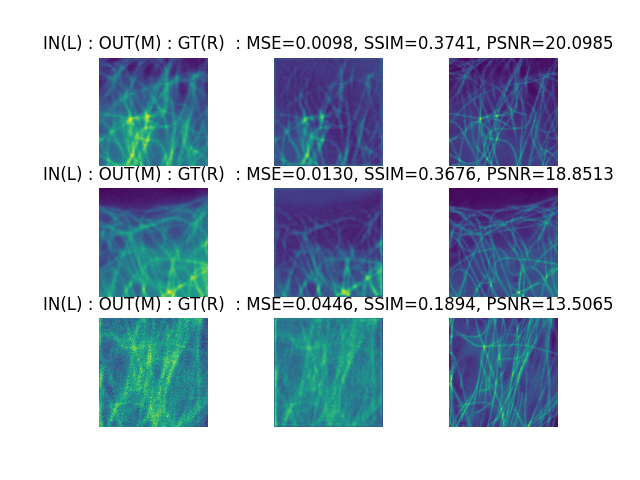 IN(L) : OUT(M) : GT(R)  : MSE=0.0098, SSIM=0.3741, PSNR=20.0985
IN(L) : OUT(M) : GT(R)  : MSE=0.0130, SSIM=0.3676, PSNR=18.8513
IN(L) : OUT(M) : GT(R)  : MSE=0.0446, SSIM=0.1894, PSNR=13.5065